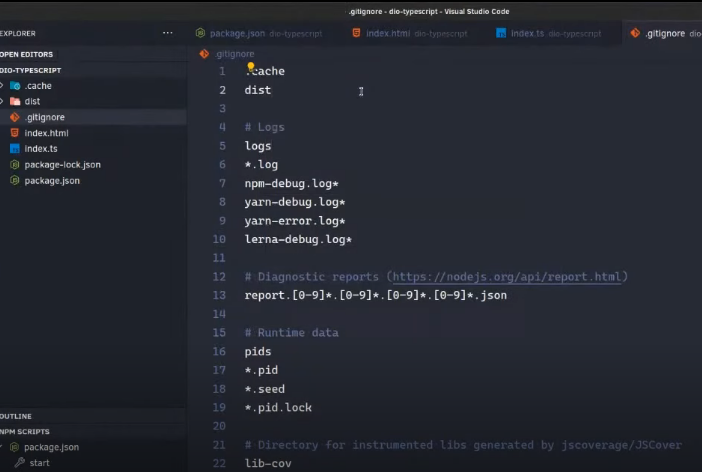 .gitignore - dio-typescript - Visual Studio Code
EXPLORER ···
package.json dio-typescript
index.html dio-typescript
index.ts dio-typescript
.gitignore dio
OPEN EDITORS
DIO-TYPESCRIPT
.cache
dist
.gitignore
index.html
index.ts
package-lock.json
package.json
OUTLINE
NPM SCRIPTS
package.json
start
.gitignore
1 .cache
2 dist
3
4 # Logs
5 logs
6 *.log
7 npm-debug.log*
8 yarn-debug.log*
9 yarn-error.log*
10 lerna-debug.log*
11
12 # Diagnostic reports (https://nodejs.org/api/report.html)
13 report.[0-9]*.[0-9]*.[0-9]*.[0-9]*.json
14
15 # Runtime data
16 pids
17 *.pid
18 *.seed
19 *.pid.lock
20
21 # Directory for instrumented libs generated by jscoverage/JSCover
22 lib-cov